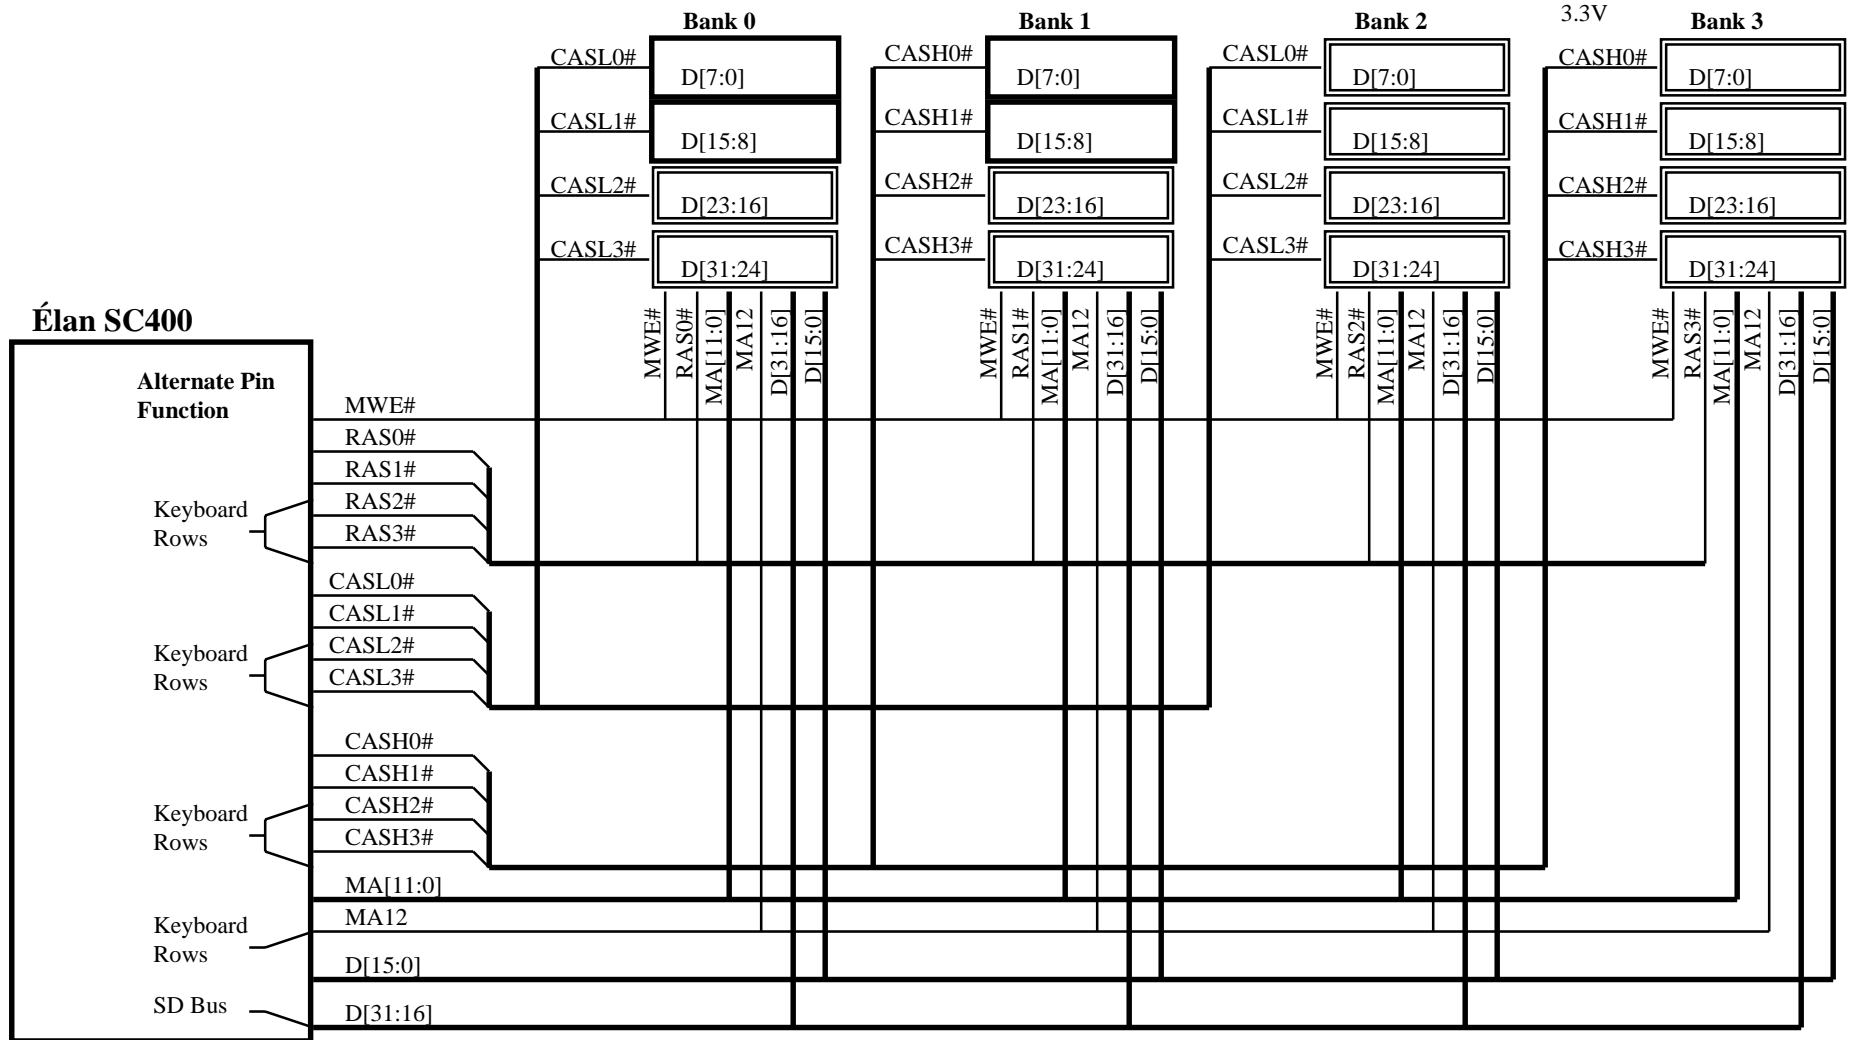 Bank 0
Bank 1
Bank 2
3.3V
Bank 3
CASL0#
D[7:0]
CASL1#
D[15:8]
CASL2#
D[23:16]
CASL3#
D[31:24]
CASH0#
D[7:0]
CASH1#
D[15:8]
CASH2#
D[23:16]
CASH3#
D[31:24]
CASL0#
D[7:0]
CASL1#
D[15:8]
CASL2#
D[23:16]
CASL3#
D[31:24]
CASH0#
D[7:0]
CASH1#
D[15:8]
CASH2#
D[23:16]
CASH3#
D[31:24]
MWE#
RAS0#
MA[11:0]
MA12
D[31:16]
D[15:0]
MWE#
RAS1#
MA[11:0]
MA12
D[31:16]
D[15:0]
MWE#
RAS2#
MA[11:0]
MA12
D[31:16]
D[15:0]
MWE#
RAS3#
MA[11:0]
MA12
D[31:16]
D[15:0]
Élan SC400
Alternate Pin
Function
MWE#
RAS0#
RAS1#
RAS2#
RAS3#
Keyboard
Rows
CASL0#
CASL1#
CASL2#
CASL3#
Keyboard
Rows
CASH0#
CASH1#
CASH2#
CASH3#
Keyboard
Rows
MA[11:0]
MA12
Keyboard
Rows
D[15:0]
SD Bus
D[31:16]